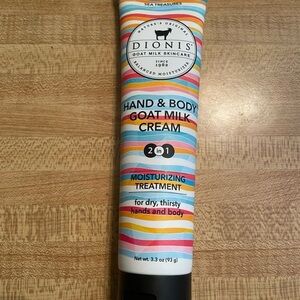 SEA TREASURES
NATURE'S ORIGINAL
DIONIS
GOAT MILK SKINCARE
SINCE
1982
BALANCED MOISTURIZER
HAND & BODY
GOAT MILK
CREAM
2 in 1
MOISTURIZING
TREATMENT
for dry, thirsty
hands and body
Net wt. 3.3 oz (93 g)